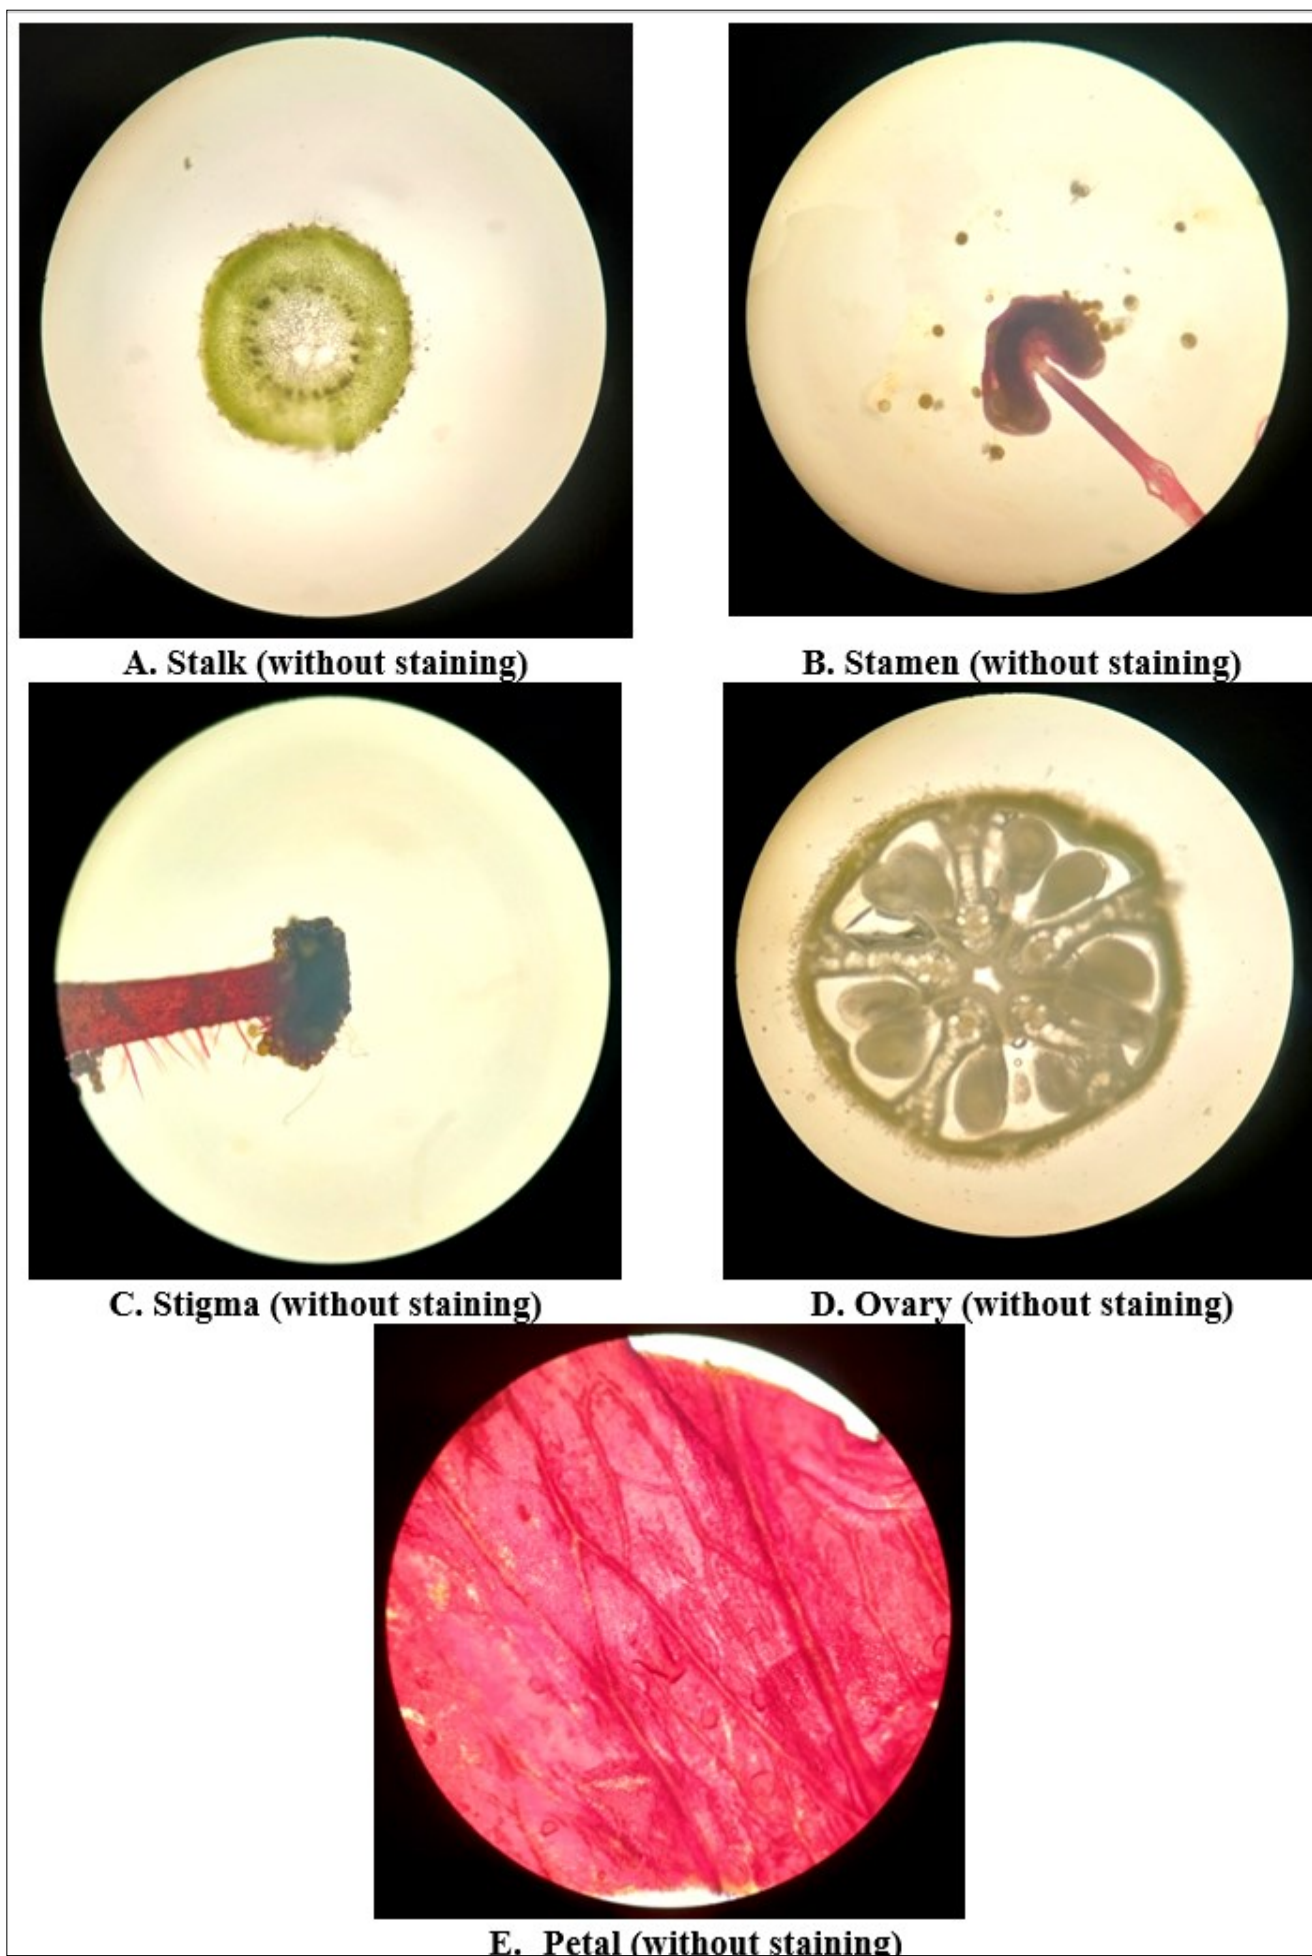 A. Stalk (without staining)
B. Stamen (without staining)
C. Stigma (without staining)
D. Ovary (without staining)
E. Petal (without staining)